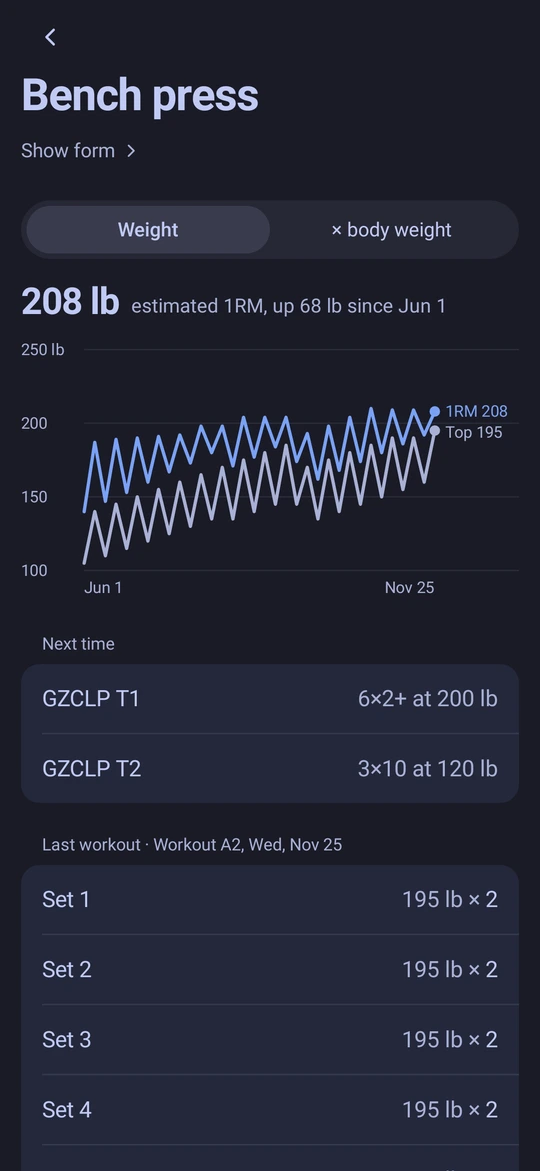 Bench press
Show form
Weight × body weight
208 lb estimated 1RM, up 68 lb since Jun 1
250 lb
1RM 208
200
Top 195
150
100
Jun 1 Nov 25
Next time
GZCLP T1 6×2+ at 200 lb
GZCLP T2 3×10 at 120 lb
Last workout · Workout A2, Wed, Nov 25
Set 1 195 lb × 2
Set 2 195 lb × 2
Set 3 195 lb × 2
Set 4 195 lb × 2